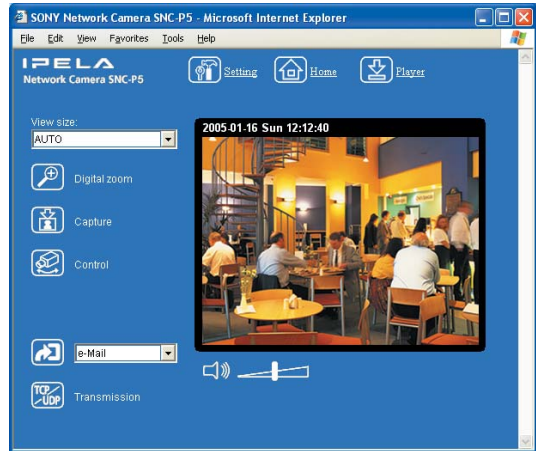 SONY Network Camera SNC-P5 - Microsoft Internet Explorer
File Edit View Favorites Tools Help
IPELA
Network Camera SNC-P5
Setting Home Player
View size:
AUTO
2005-01-16 Sun 12:12:40
Digital zoom
Capture
Control
e-Mail
TCP/UDP
Transmission